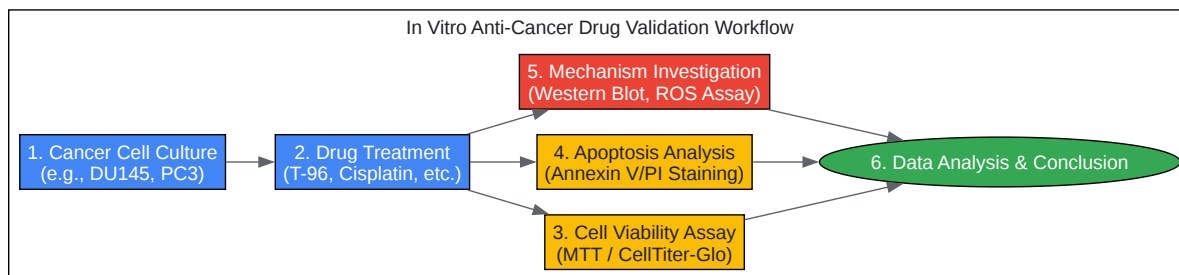 In Vitro Anti-Cancer Drug Validation Workflow
5. Mechanism Investigation
(Western Blot, ROS Assay)
1. Cancer Cell Culture
(e.g., DU145, PC3)
2. Drug Treatment
(T-96, Cisplatin, etc.)
4. Apoptosis Analysis
(Annexin V/PI Staining)
6. Data Analysis & Conclusion
3. Cell Viability Assay
(MTT / CellTiter-Glo)